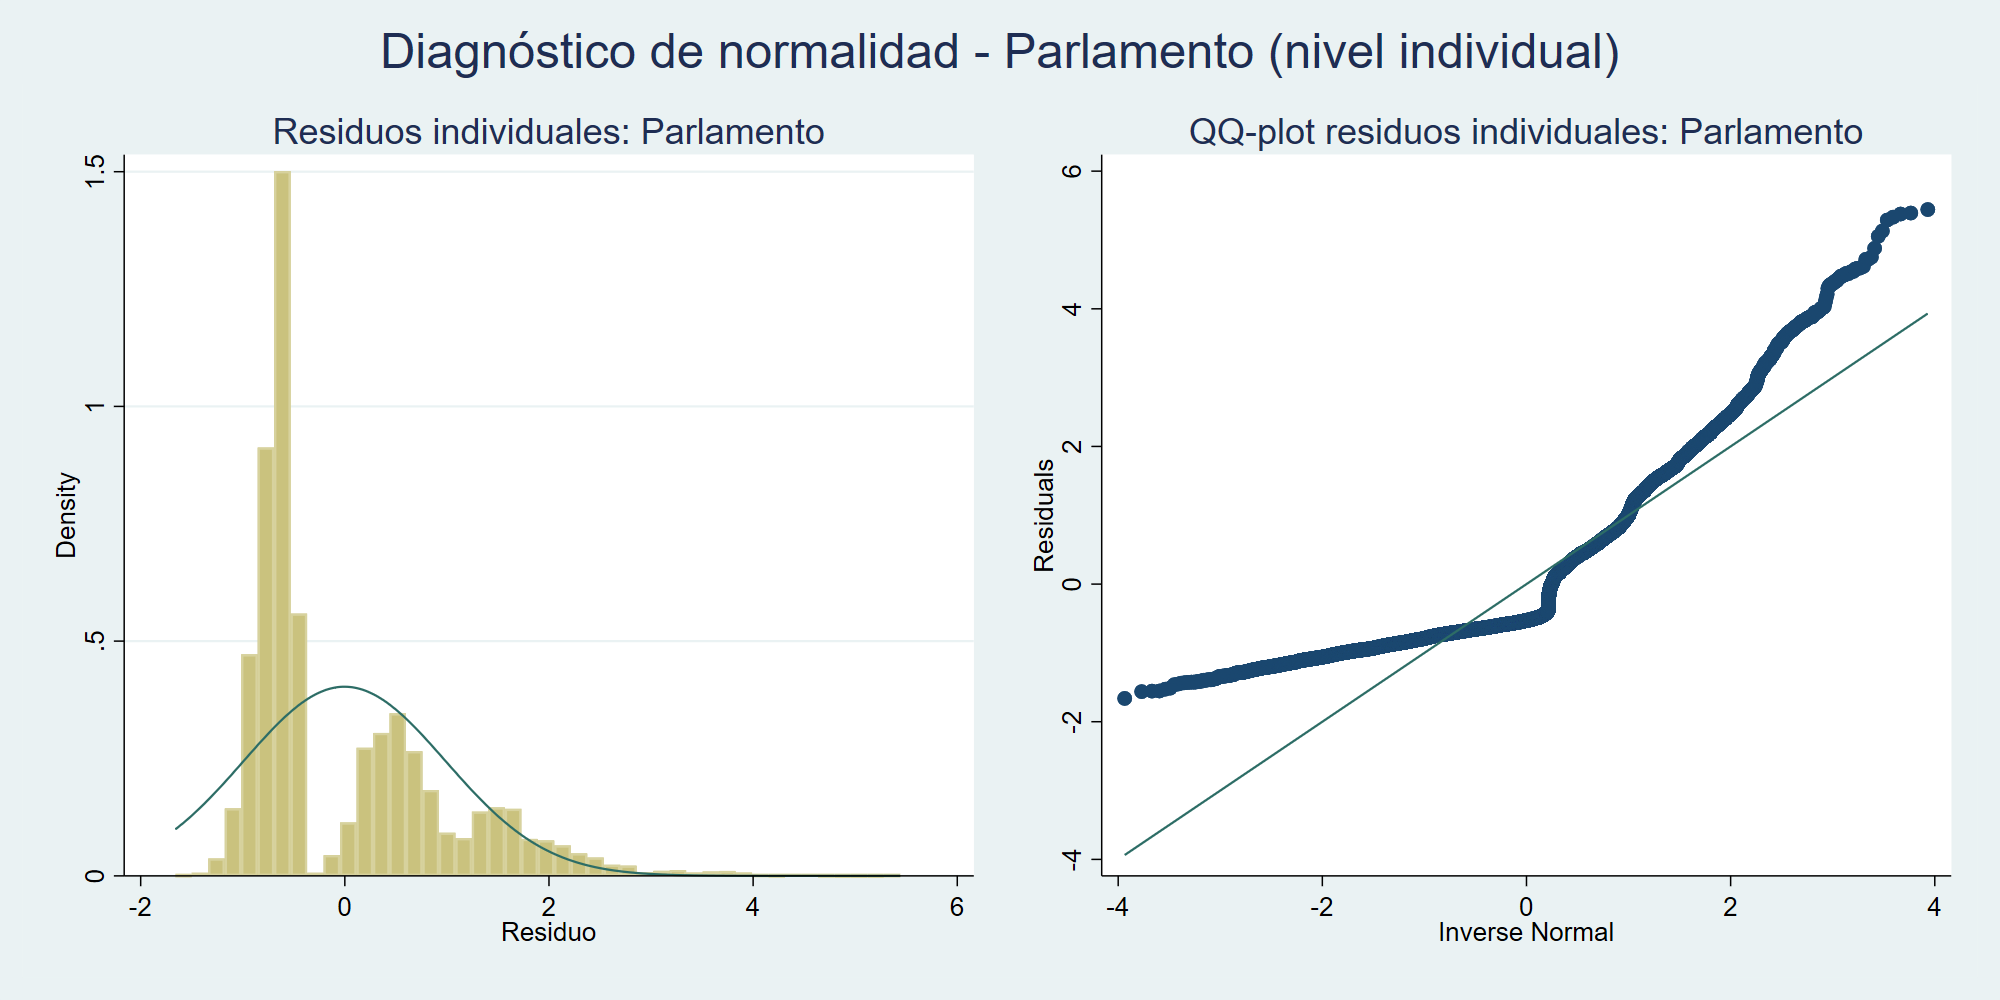 Diagnóstico de normalidad - Parlamento (nivel individual)
Residuos individuales: Parlamento
Density
1.5
1
.5
0
-2 0 2 4 6
Residuo
QQ-plot residuos individuales: Parlamento
Residuals
6
4
2
0
-2
-4
-4 -2 0 2 4
Inverse Normal